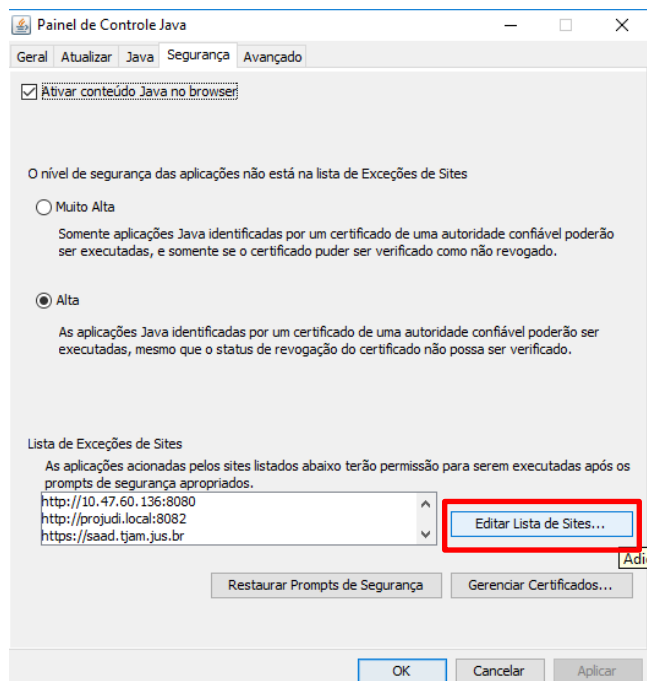 Painel de Controle Java
Geral Atualizar Java Segurança Avançado
Ativar conteúdo Java no browser
O nível de segurança das aplicações não está na lista de Exceções de Sites
Muito Alta
Somente aplicações Java identificadas por um certificado de uma autoridade confiável poderão
ser executadas, e somente se o certificado puder ser verificado como não revogado.
Alta
As aplicações Java identificadas por um certificado de uma autoridade confiável poderão ser
executadas, mesmo que o status de revogação do certificado não possa ser verificado.
Lista de Exceções de Sites
As aplicações acionadas pelos sites listados abaixo terão permissão para serem executadas após os
prompts de segurança apropriados.
http://10.47.60.136:8080
http://projudi.local:8082
https://saad.tjam.jus.br
Editar Lista de Sites...
Adi
Restaurar Prompts de Segurança Gerenciar Certificados...
OK Cancelar Aplicar